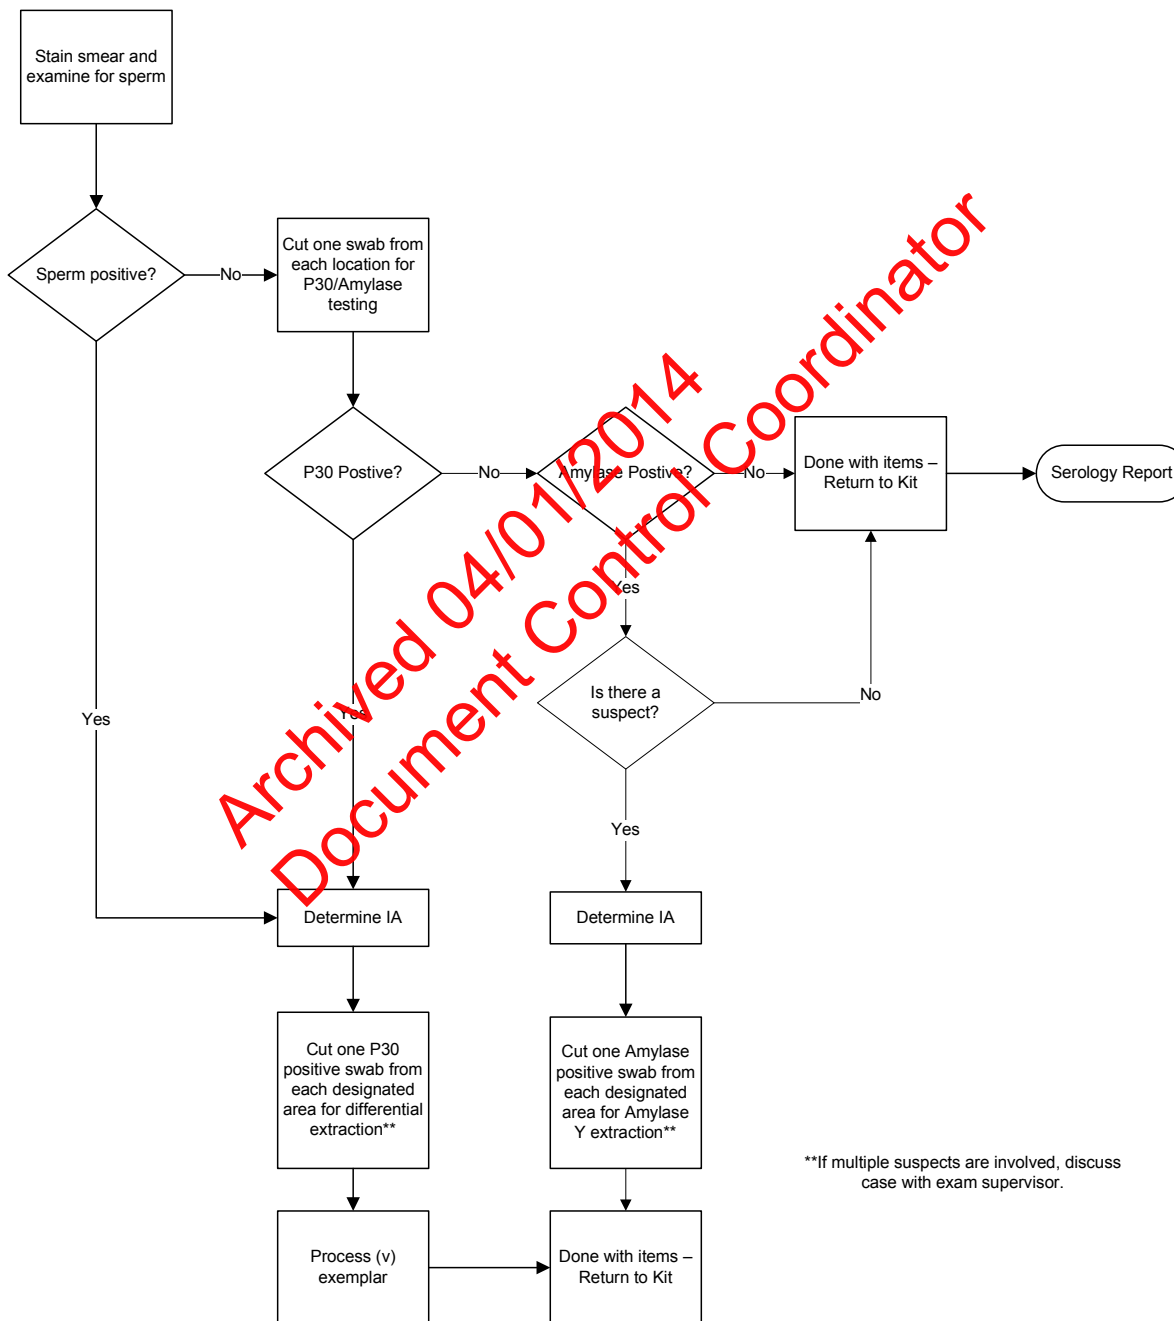 Stain smear and
examine for sperm
Sperm positive?
No
Cut one swab from
each location for
P30/Amylase
testing
P30 Postive?
No
Amylase Postive?
No
Done with items –
Return to Kit
Serology Report
Yes
Is there a
suspect?
No
Yes
Yes
Yes
Determine IA
Determine IA
Cut one P30
positive swab from
each designated
area for differential
extraction**
Cut one Amylase
positive swab from
each designated
area for Amylase
Y extraction**
**If multiple suspects are involved, discuss
case with exam supervisor.
Process (v)
exemplar
Done with items –
Return to Kit
Archived 04/01/2014
Document Control Coordinator